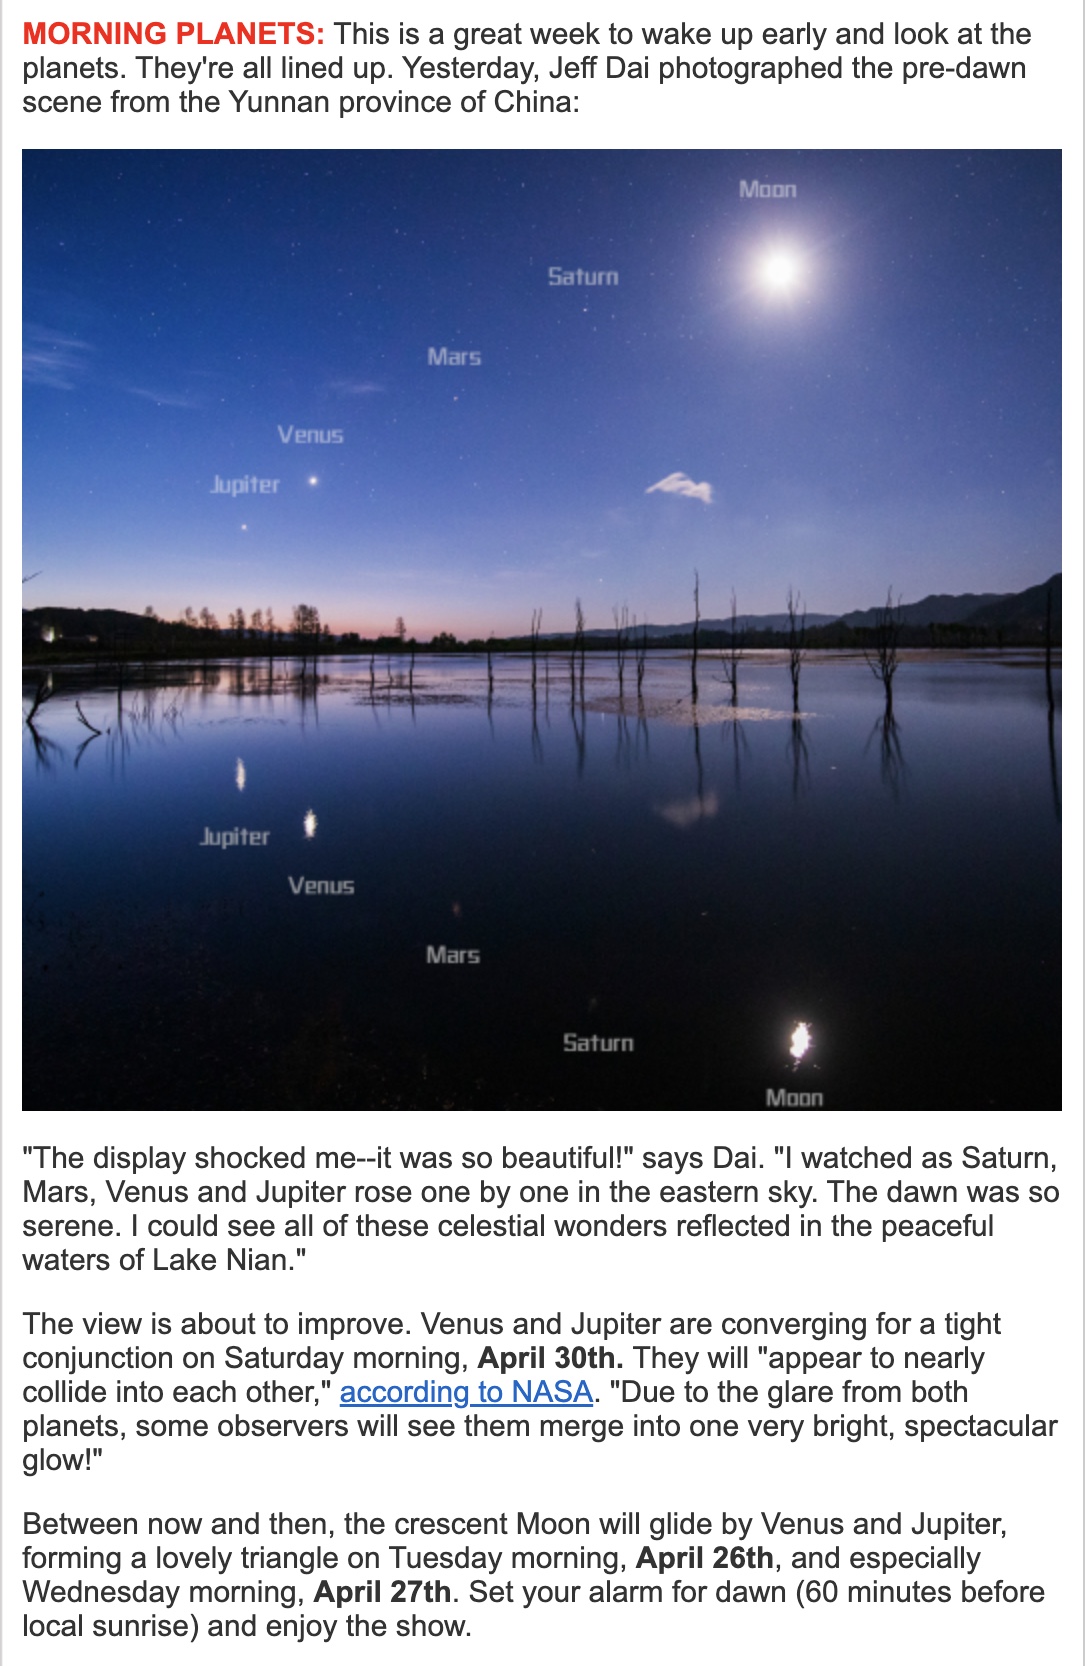 MORNING PLANETS: This is a great week to wake up early and look at the
planets. They're all lined up. Yesterday, Jeff Dai photographed the pre-dawn
scene from the Yunnan province of China:
Moon
Saturn
Mars
Venus
Jupiter
Jupiter
Venus
Mars
Saturn
Moon
"The display shocked me--it was so beautiful!" says Dai. "I watched as Saturn,
Mars, Venus and Jupiter rose one by one in the eastern sky. The dawn was so
serene. I could see all of these celestial wonders reflected in the peaceful
waters of Lake Nian."
The view is about to improve. Venus and Jupiter are converging for a tight
conjunction on Saturday morning, April 30th. They will "appear to nearly
collide into each other," according to NASA. "Due to the glare from both
planets, some observers will see them merge into one very bright, spectacular
glow!"
Between now and then, the crescent Moon will glide by Venus and Jupiter,
forming a lovely triangle on Tuesday morning, April 26th, and especially
Wednesday morning, April 27th. Set your alarm for dawn (60 minutes before
local sunrise) and enjoy the show.